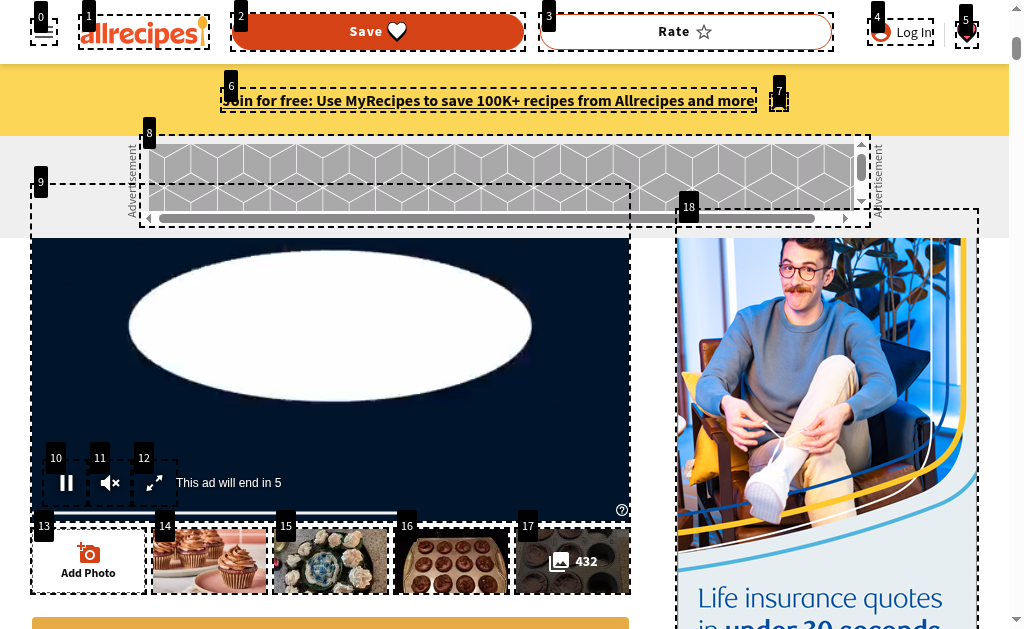 0
1
2
3
4
5
allrecipes
Save
Rate
Log In
6
7
Join for free: Use MyRecipes to save 100K+ recipes from Allrecipes and more
8
Advertisement
Advertisement
9
18
10
11
12
This ad will end in 5
13
14
15
16
17
Add Photo
432
Life insurance quotes
in under 30 seconds